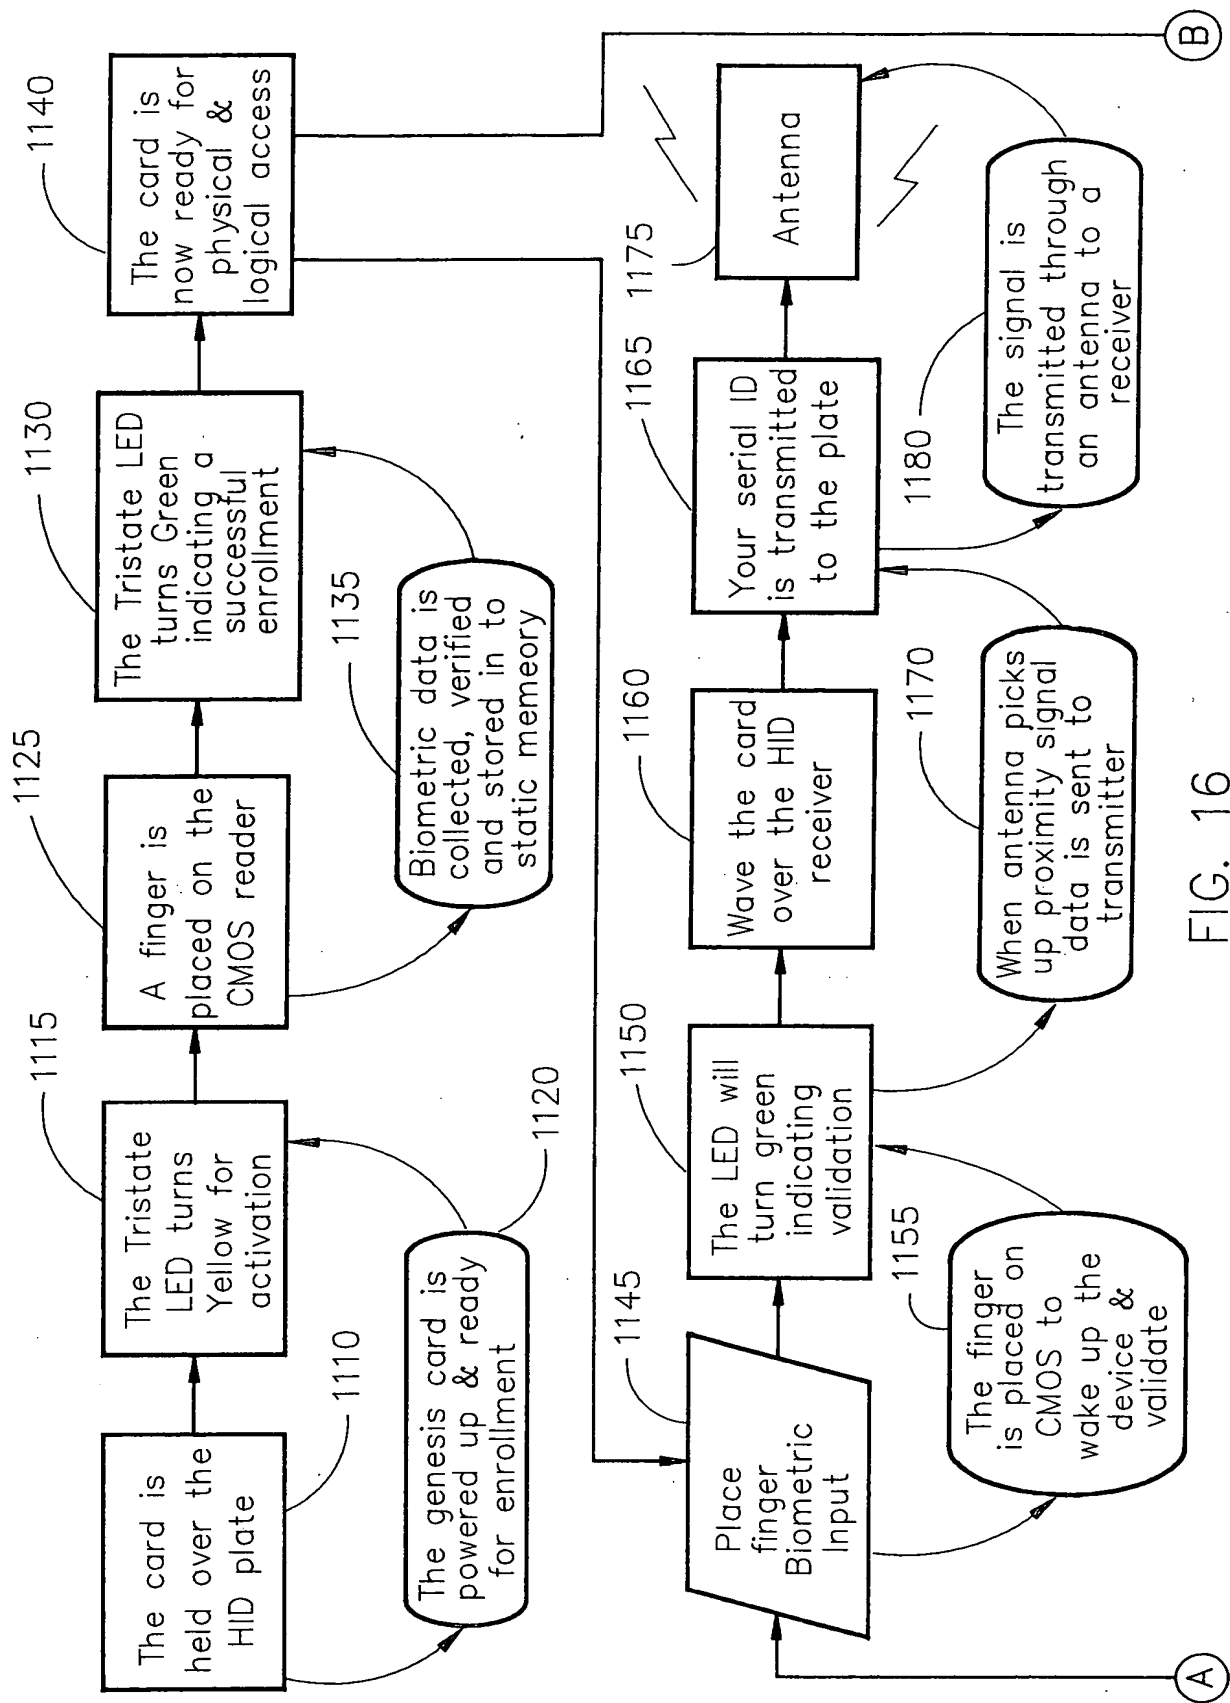 The card is
held over the
HID plate
1110
The genesis card is
powered up & ready
for enrollment
1120
The Tristate
LED turns
Yellow for
activation
1115
A finger is
placed on the
CMOS reader
1125
Biometric data is
collected, verified
and stored in to
static memeory
1135
The Tristate LED
turns Green
indicating a
successful
enrollment
1130
The card is
now ready for
physical &
logical access
1140
A
Place
finger
Biometric
Input
1145
The finger
is placed on
CMOS to
wake up the
device &
validate
1155
The LED will
turn green
indicating
validation
1150
Wave the card
over the HID
receiver
1160
When antenna picks
up proximity signal
data is sent to
transmitter
1170
Your serial ID
is transmitted
to the plate
1165
The signal is
transmitted through
an antenna to a
receiver
1180
Antenna
1175
B
FIG. 16